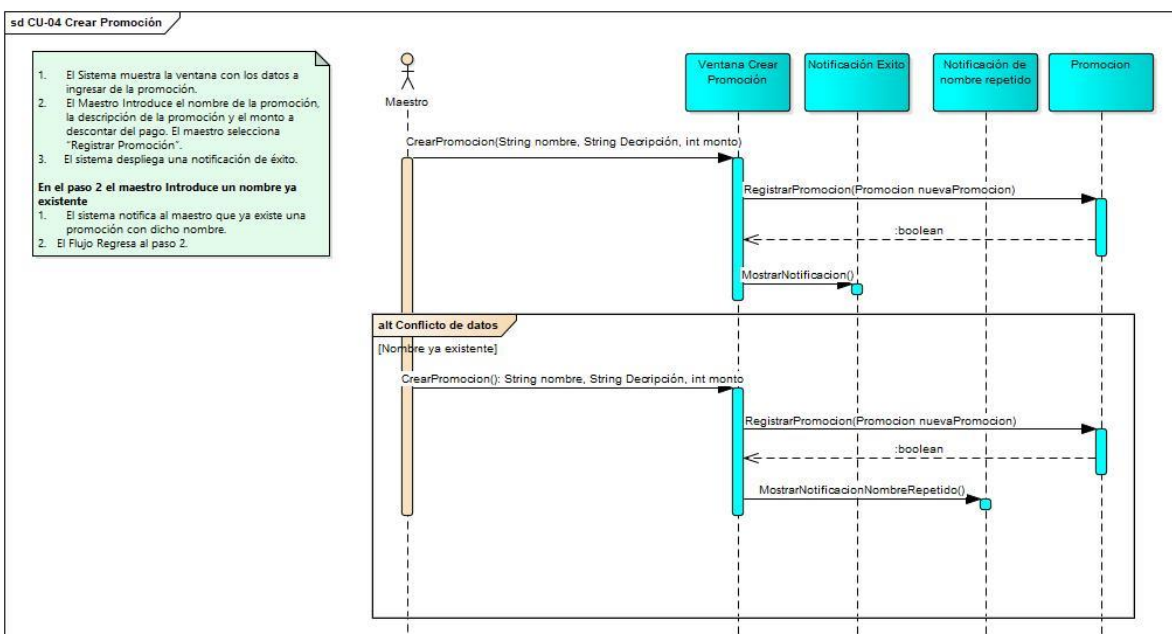 sd CU-04 Crear Promoción
1. El Sistema muestra la ventana con los datos a
ingresar de la promoción.
2. El Maestro Introduce el nombre de la promoción,
la descripción de la promoción y el monto a
descontar del pago. El maestro selecciona
"Registrar Promoción".
3. El sistema despliega una notificación de éxito.
En el paso 2 el maestro Introduce un nombre ya
existente
1. El sistema notifica al maestro que ya existe una
promoción con dicho nombre.
2. El Flujo Regresa al paso 2.
Maestro
Ventana Crear
Promoción
Notificación Exito
Notificación de
nombre repetido
Promocion
CrearPromocion(String nombre, String Decripción, int monto)
RegistrarPromocion(Promocion nuevaPromocion)
:boolean
MostrarNotificacion()
alt Conflicto de datos
[Nombre ya existente]
CrearPromocion(): String nombre, String Decripción, int monto
RegistrarPromocion(Promocion nuevaPromocion)
:boolean
MostrarNotificacionNombreRepetido()